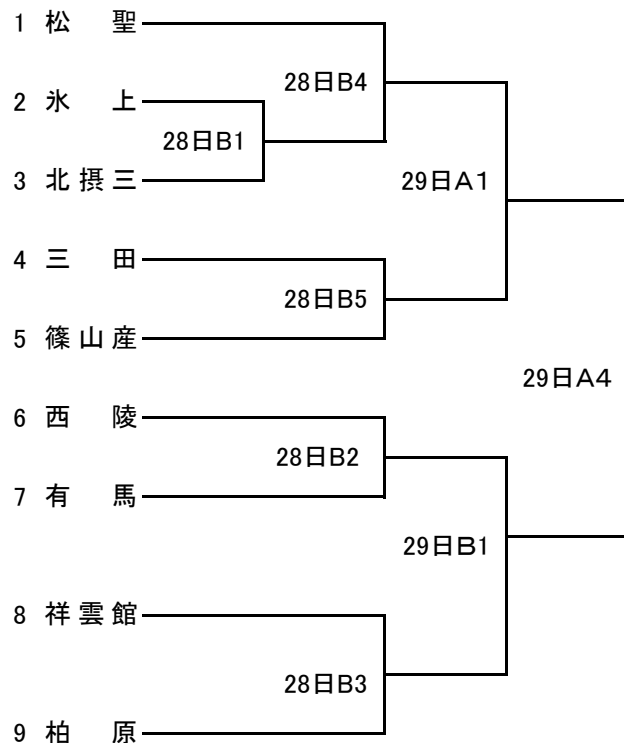 1 松 聖
28日B4
2 氷 上
28日B1
3 北摂三
29日A1
4 三 田
28日B5
5 篠山産
29日A4
6 西 陵
28日B2
7 有 馬
29日B1
8 祥雲館
28日B3
9 柏 原